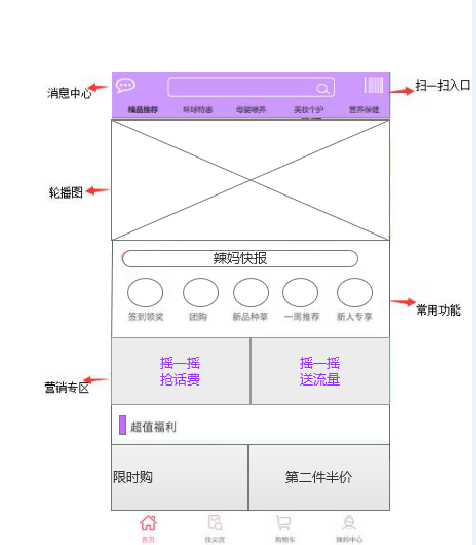 扫一扫入口
消息中心
精品推荐 环球特惠 母婴喂养 美妆个护 营养保健
轮播图
辣妈快报
签到领奖 团购 新品种草 一周推荐 新人专享
常用功能
摇一摇 摇一摇
抢话费 送流量
营销专区
超值福利
限时购 第二件半价
首页 找尖货 购物车 辣妈中心